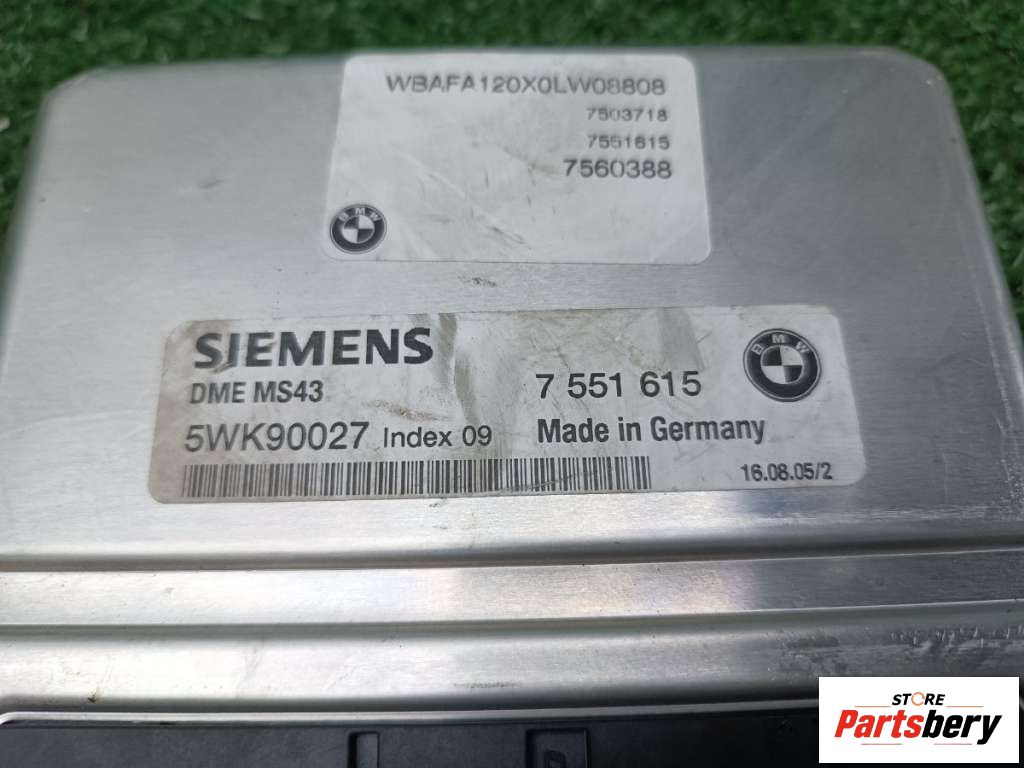 WBAFA120X0LW08808
7503718
7551615
7560388
BMW
SIEMENS
DME MS43
7 551 615
BMW
5WK90027 Index 09
Made in Germany
16.08.05/2
STORE
Partsbery